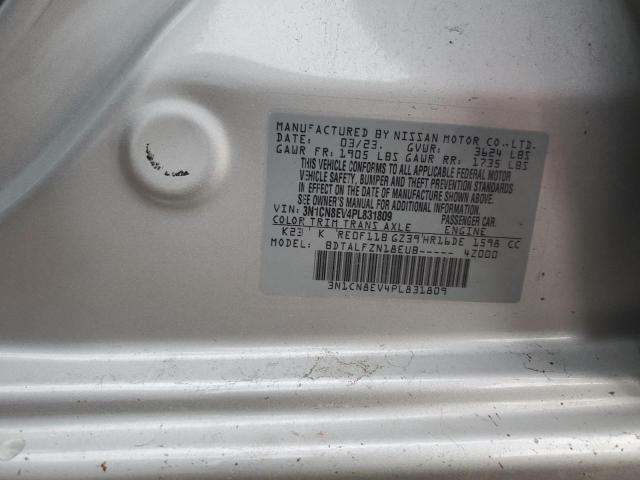 MANUFACTURED BY NISSAN MOTOR CO.,LTD.
DATE: 03/23. GVWR: 3624 LBS
GAWR FR: 1905 LBS GAWR RR: 1735 LBS
THIS VEHICLE CONFORMS TO ALL APPLICABLE FEDERAL MOTOR
VEHICLE SAFETY, BUMPER, AND THEFT PREVENTION STANDARDS
IN EFFECT ON THE DATE OF MANUFACTURE SHOWN ABOVE.
SEE OWNER'S MANUAL FOR ADDITIONAL INFORMATION.
VIN: 3N1CN8EV4PL831809 PASSENGER CAR.
COLOR TRIM TRANS AXLE ENGINE
K23 K RE0F11B GZ39 HR16DE 1598 CC
MODEL: BDTALFZN18EUB----- 42000
3N1CN8EV4PL831809